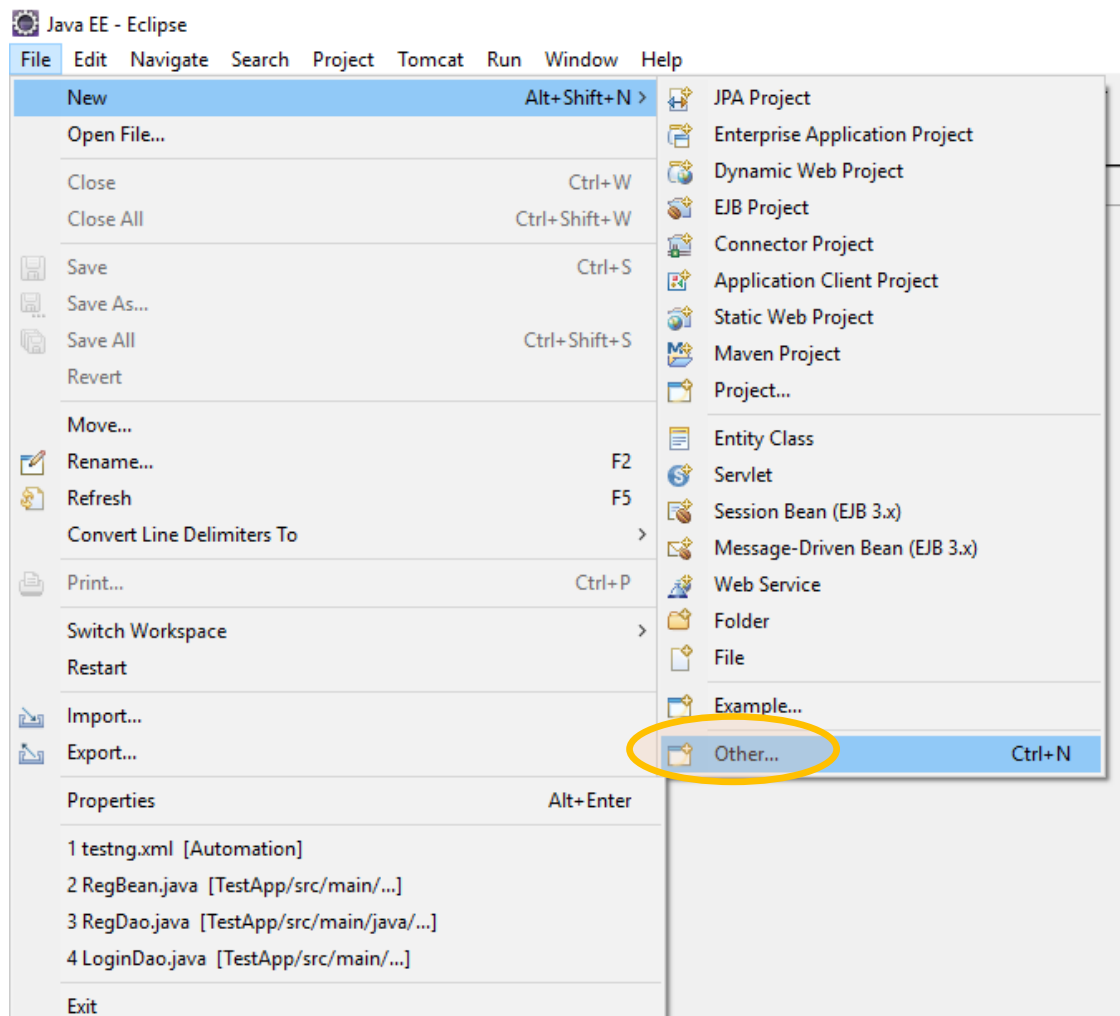 Java EE - Eclipse
File Edit Navigate Search Project Tomcat Run Window Help
New Alt+Shift+N >
Open File...
Close Ctrl+W
Close All Ctrl+Shift+W
Save Ctrl+S
Save As...
Save All Ctrl+Shift+S
Revert
Move...
Rename... F2
Refresh F5
Convert Line Delimiters To >
Print... Ctrl+P
Switch Workspace >
Restart
Import...
Export...
Properties Alt+Enter
1 testng.xml [Automation]
2 RegBean.java [TestApp/src/main/...]
3 RegDao.java [TestApp/src/main/java/...]
4 LoginDao.java [TestApp/src/main/...]
Exit
JPA Project
Enterprise Application Project
Dynamic Web Project
EJB Project
Connector Project
Application Client Project
Static Web Project
Maven Project
Project...
Entity Class
Servlet
Session Bean (EJB 3.x)
Message-Driven Bean (EJB 3.x)
Web Service
Folder
File
Example...
Other... Ctrl+N